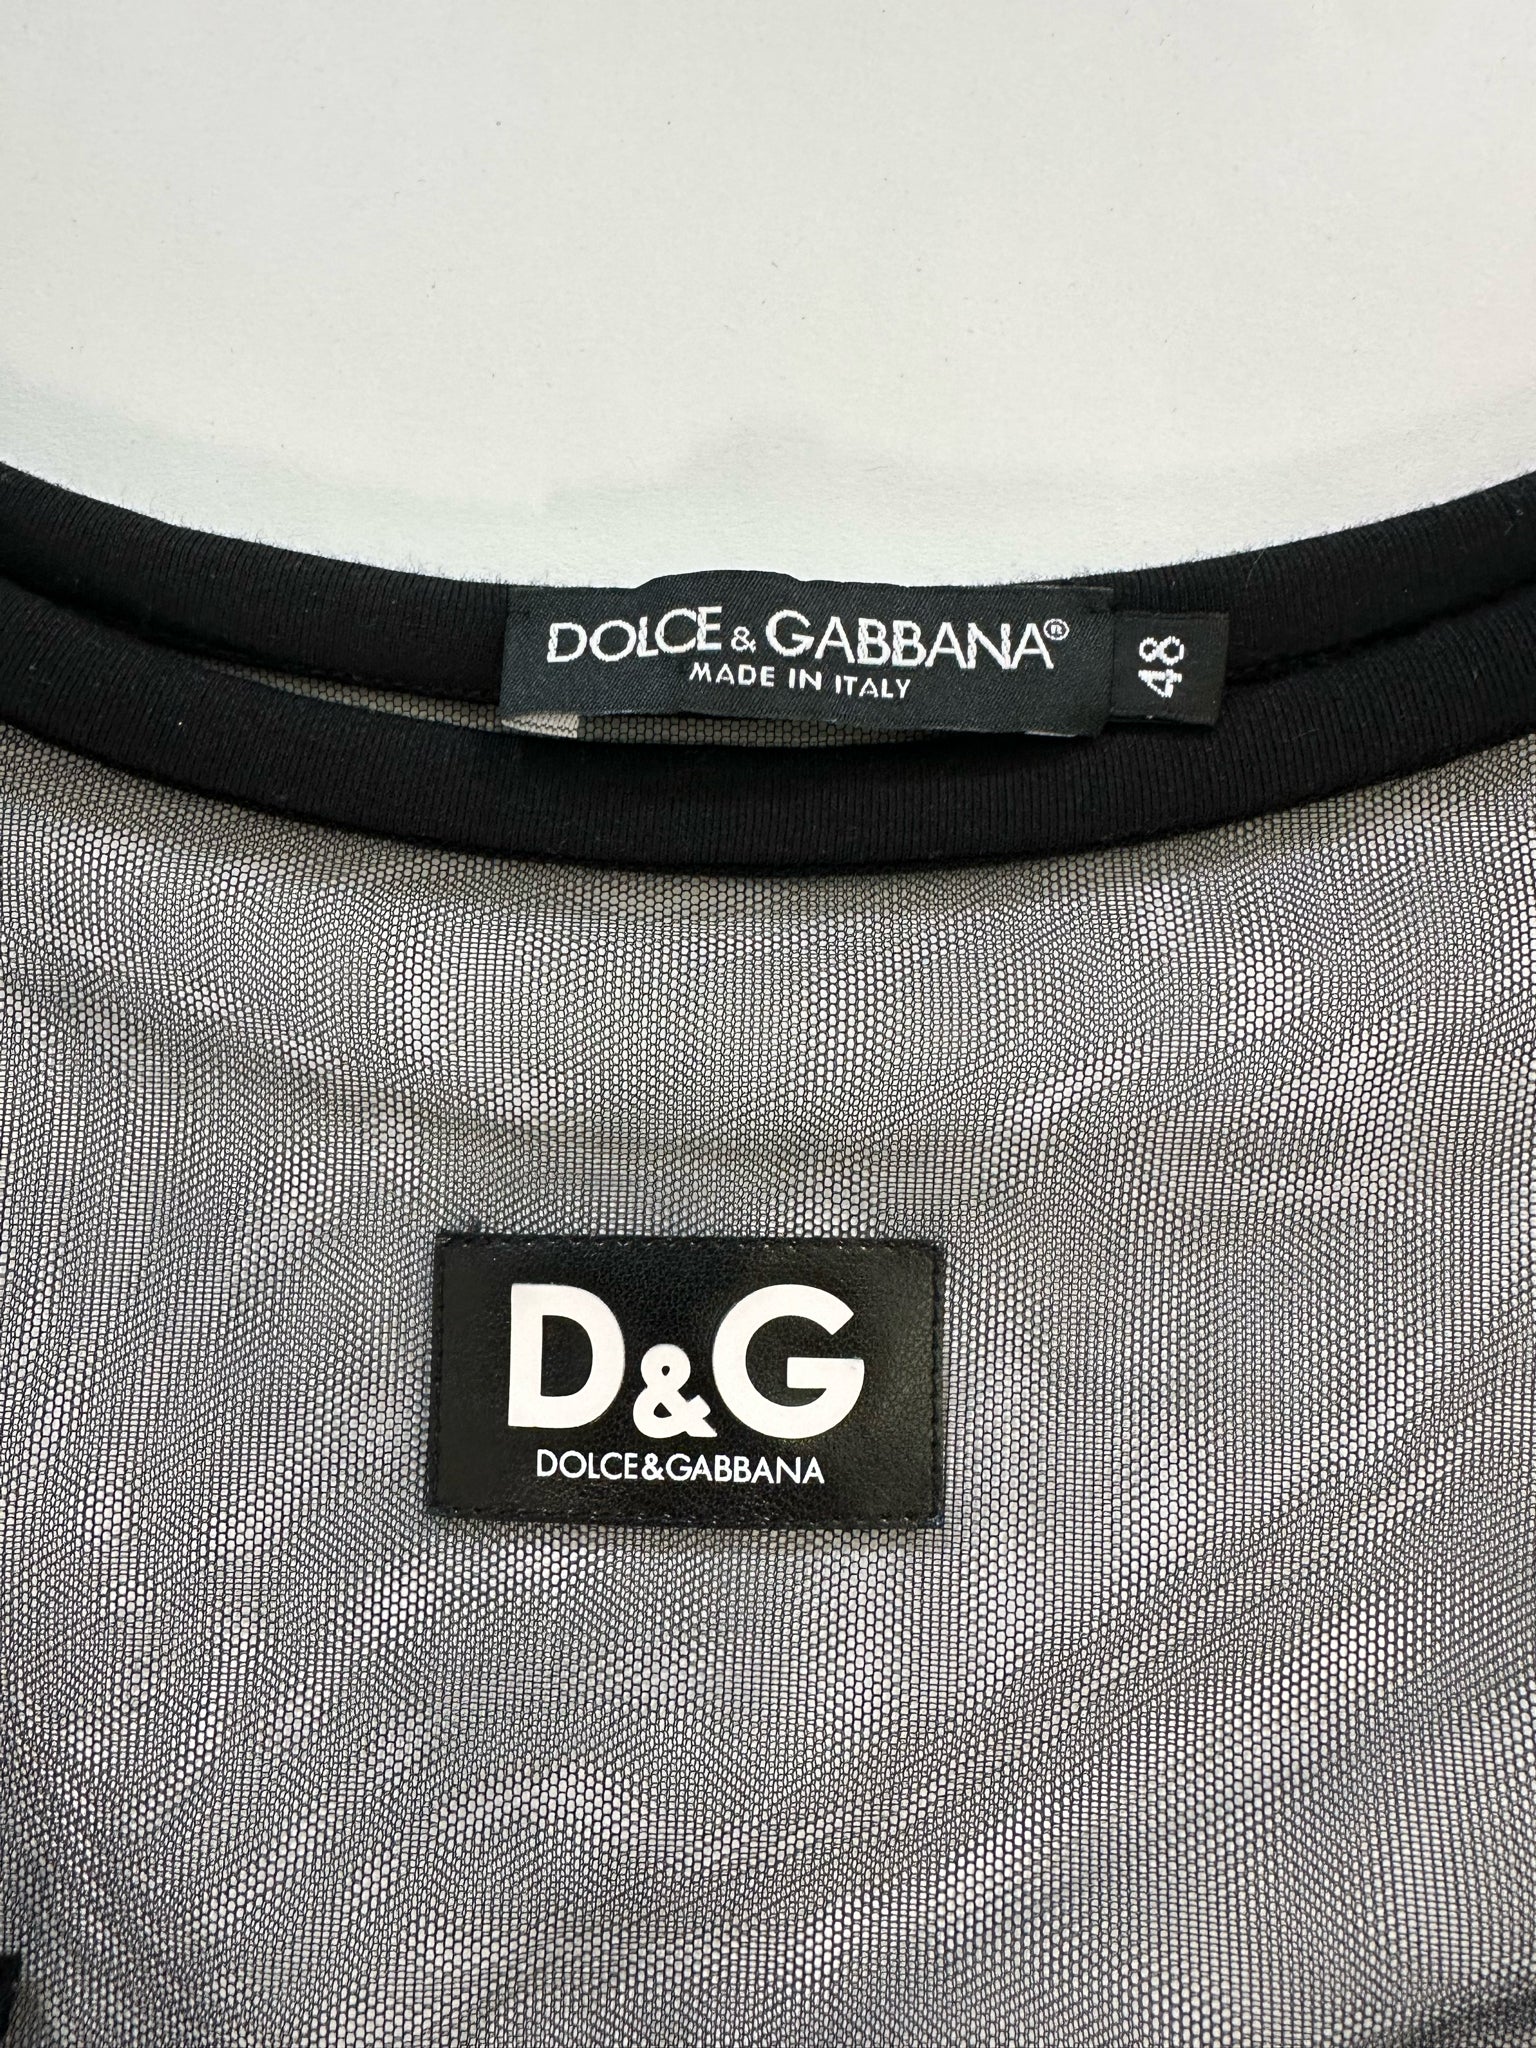 DOLCE & GABBANA®
MADE IN ITALY
48
D&G
DOLCE&GABBANA